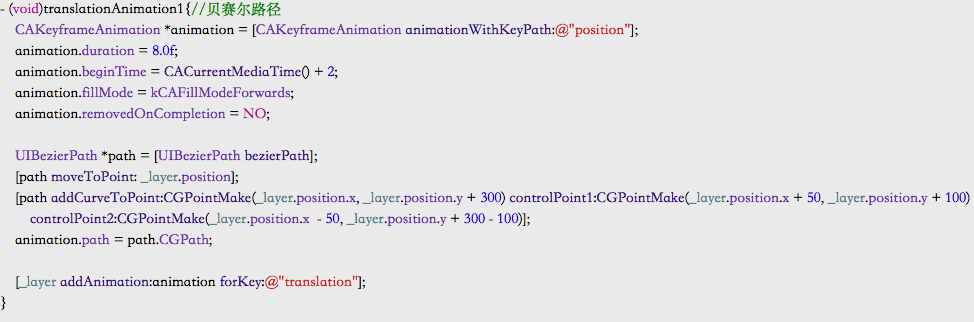 - (void)translationAnimation1{//贝赛尔路径
CAKeyframeAnimation *animation = [CAKeyframeAnimation animationWithKeyPath:@"position"];
animation.duration = 8.0f;
animation.beginTime = CACurrentMediaTime() + 2;
animation.fillMode = kCAFillModeForwards;
animation.removedOnCompletion = NO;
UIBezierPath *path = [UIBezierPath bezierPath];
[path moveToPoint: _layer.position];
[path addCurveToPoint:CGPointMake(_layer.position.x, _layer.position.y + 300) controlPoint1:CGPointMake(_layer.position.x + 50, _layer.position.y + 100)
controlPoint2:CGPointMake(_layer.position.x - 50, _layer.position.y + 300 - 100)];
animation.path = path.CGPath;
[_layer addAnimation:animation forKey:@"translation"];
}